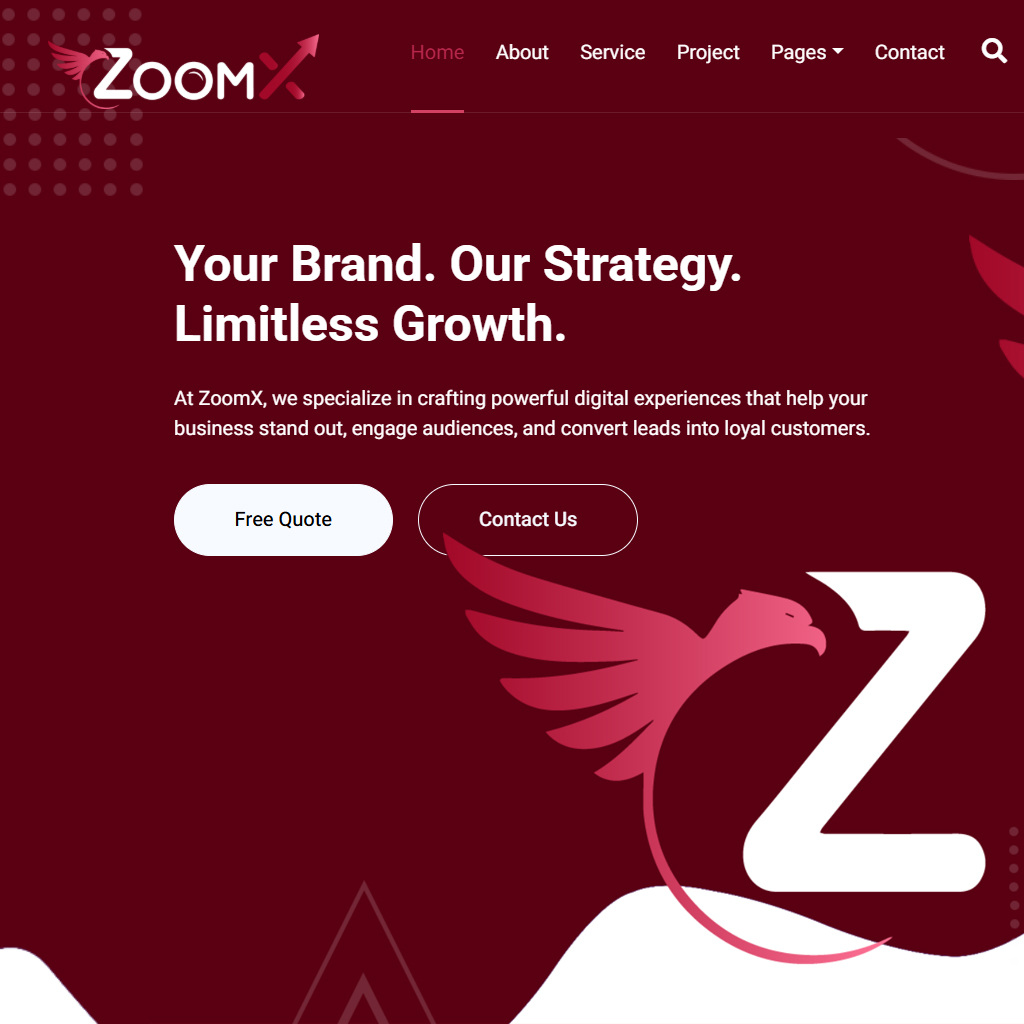 ZOOMX
Home About Service Project Pages Contact
Your Brand. Our Strategy.
Limitless Growth.
At ZoomX, we specialize in crafting powerful digital experiences that help your
business stand out, engage audiences, and convert leads into loyal customers.
Free Quote Contact Us
Z